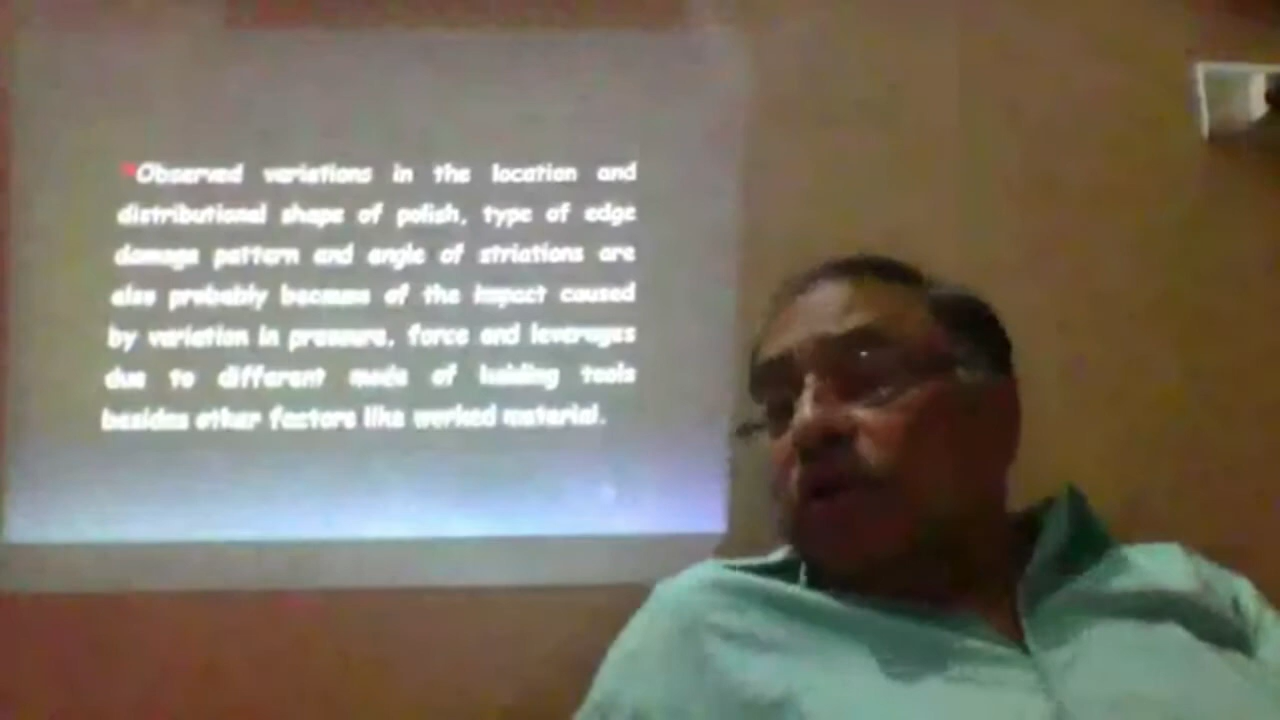 *Observed variations in the location and
distributional shape of polish, type of edge
damage pattern and angle of striations are
also probably because of the impact caused
by variation in pressure, force and leverages
due to different mode of holding tools
besides other factors like worked material.